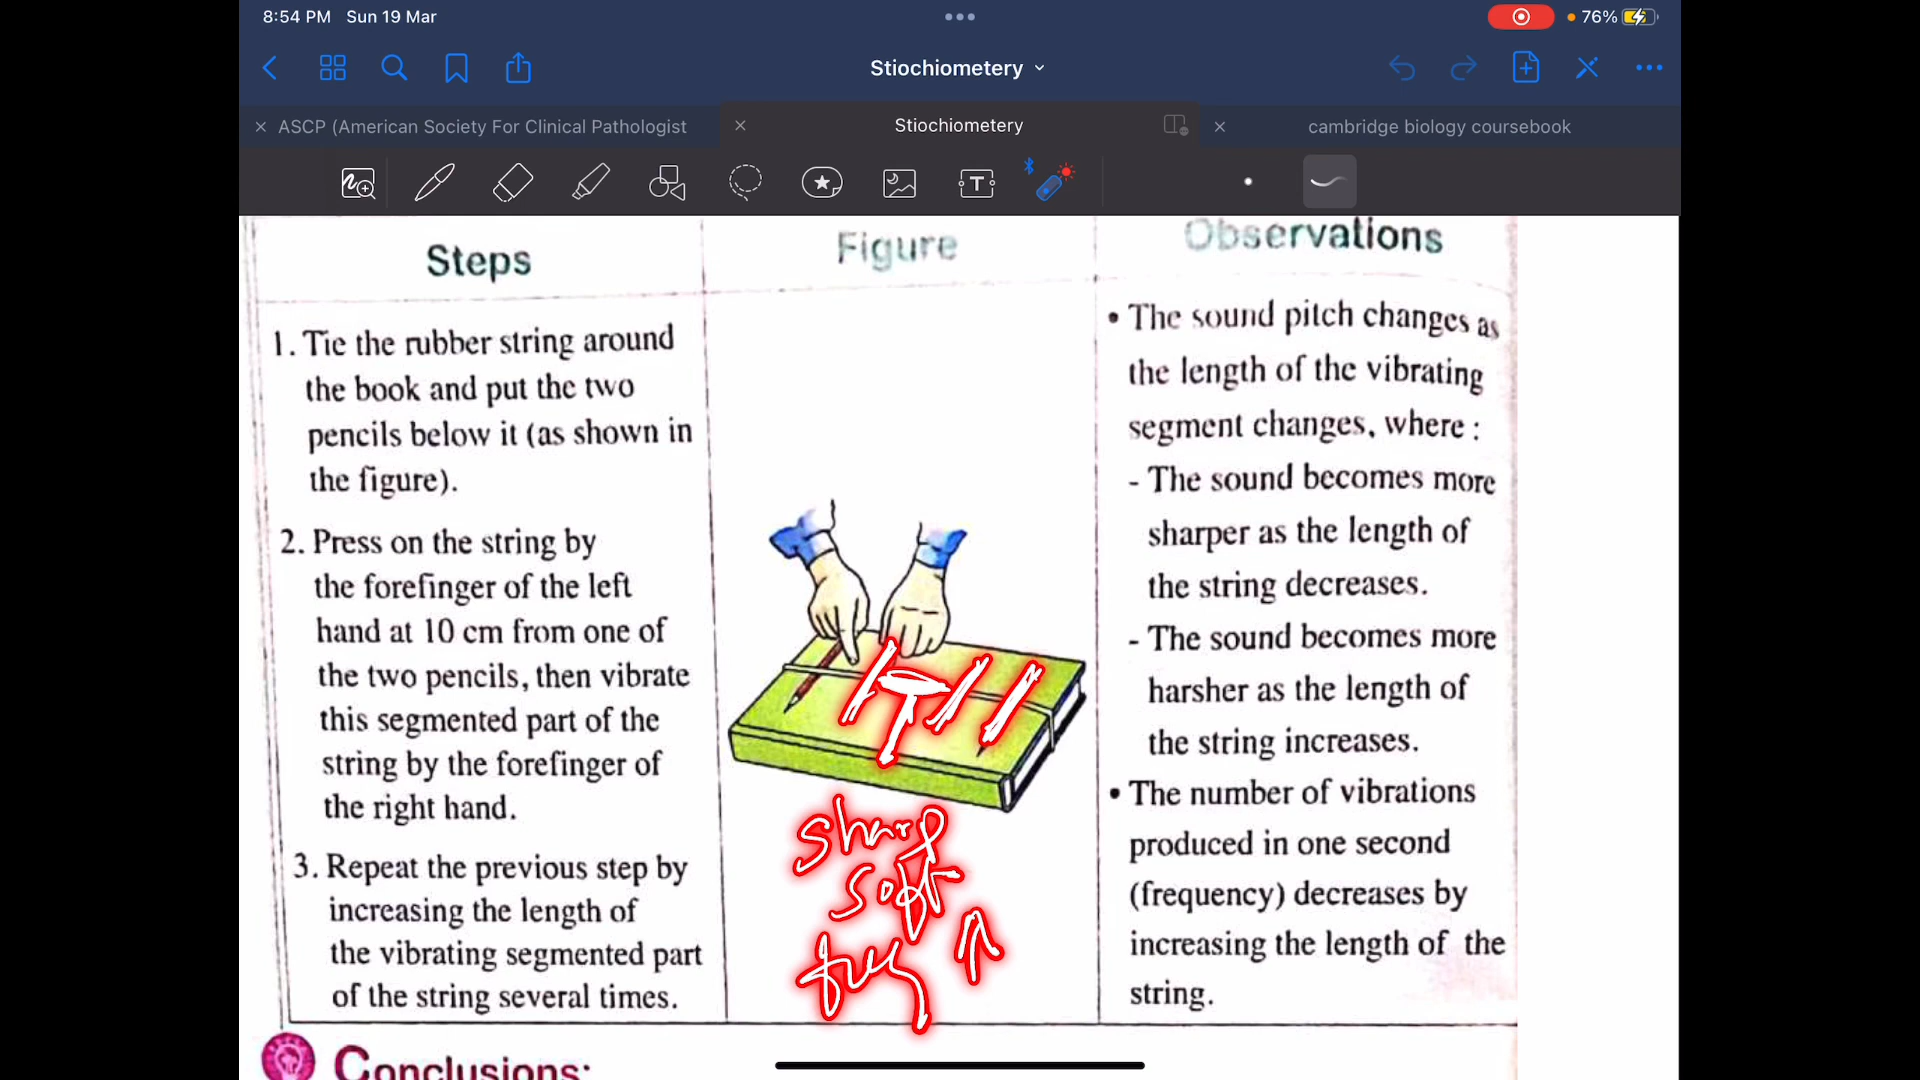 8:54 PM Sun 19 Mar
76%
Stiochiometery
ASCP (American Society For Clinical Pathologist
Stiochiometery
cambridge biology coursebook
T
Steps
1. Tie the rubber string around
the book and put the two
pencils below it (as shown in
the figure).
2. Press on the string by
the forefinger of the left
hand at 10 cm from one of
the two pencils, then vibrate
this segmented part of the
string by the forefinger of
the right hand.
3. Repeat the previous step by
increasing the length of
the vibrating segmented part
of the string several times.
Figure
sharp
soft
freq ↑
Observations
• The sound pitch changes as
the length of the vibrating
segment changes, where :
- The sound becomes more
sharper as the length of
the string decreases.
- The sound becomes more
harsher as the length of
the string increases.
• The number of vibrations
produced in one second
(frequency) decreases by
increasing the length of the
string.
Conclusions: